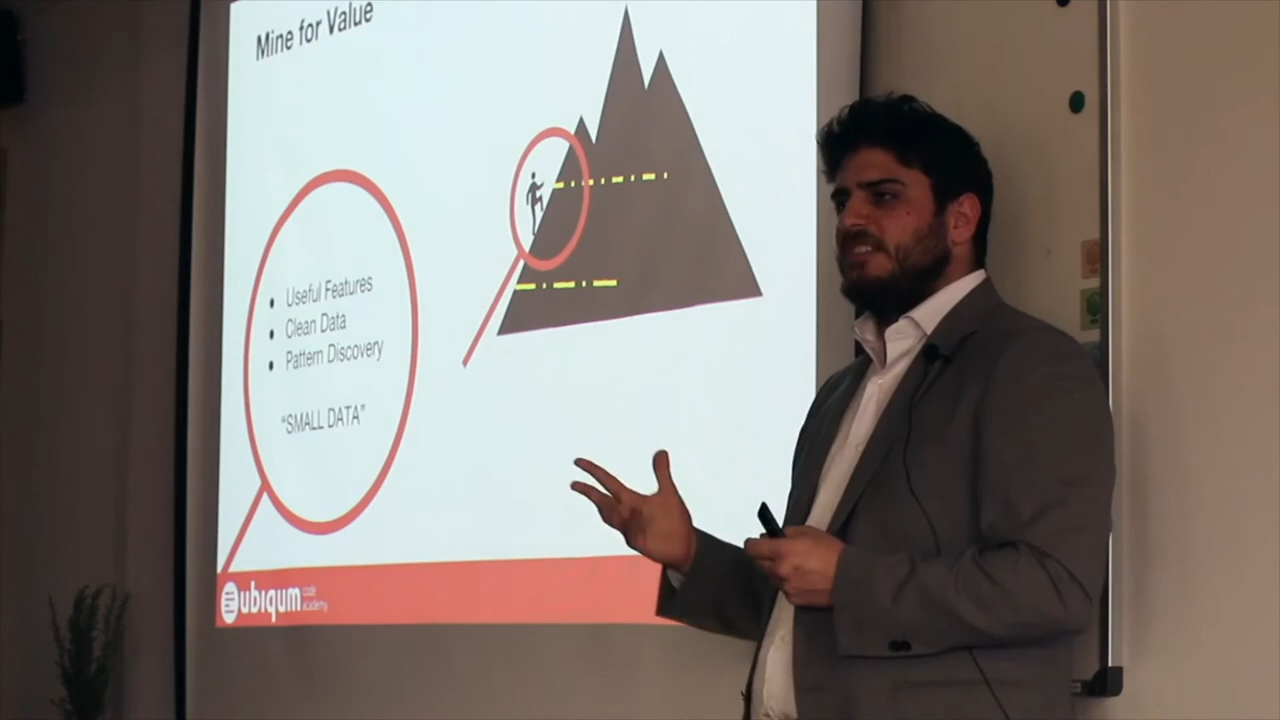 Mine for Value
Useful Features
Clean Data
Pattern Discovery
“SMALL DATA”
ubiqum
code
academy